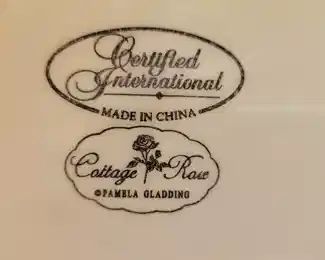 Certified
International
MADE IN CHINA
Cottage Rose
©PAMELA GLADDING